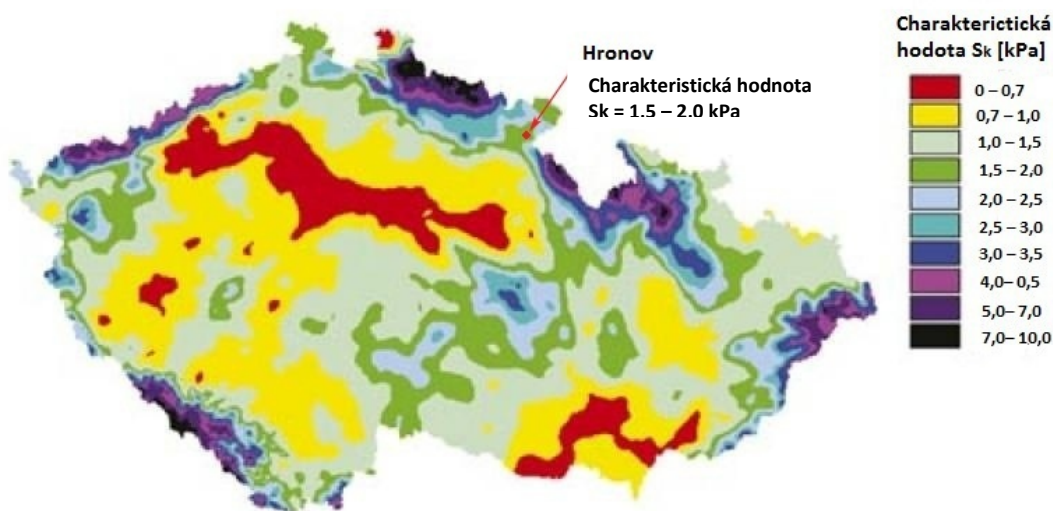 Hronov
Charakteristická hodnota
Sk = 1.5 – 2.0 kPa
Charakterictická
hodota Sk [kPa]
0 – 0,7
0,7 – 1,0
1,0 – 1,5
1,5 – 2,0
2,0 – 2,5
2,5 – 3,0
3,0 – 3,5
4,0– 0,5
5,0– 7,0
7,0– 10,0